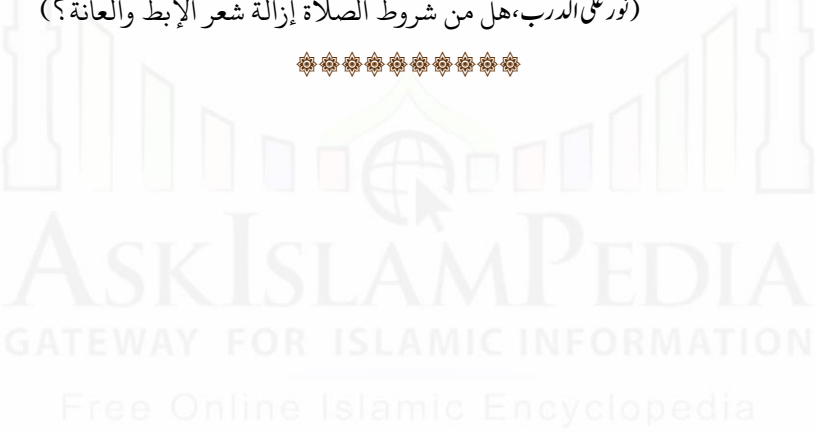 (نور علی الدرب،هل من شروط الصلاة إزالة شعر الإبط والعانة؟)
ASKISLAMPEDIA
GATEWAY FOR ISLAMIC INFORMATION
Free Online Islamic Encyclopedia